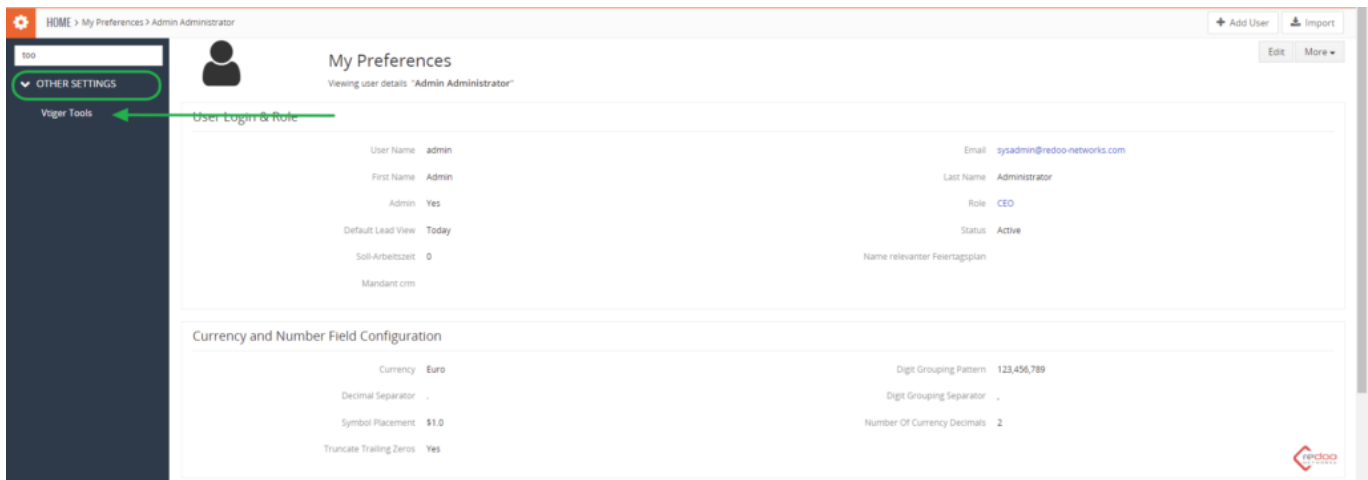 HOME > My Preferences > Admin Administrator
+ Add User
Import
too
OTHER SETTINGS
Vtiger Tools
My Preferences
Viewing user details "Admin Administrator"
Edit
More
User Login & Role
User Name admin
Email sysadmin@redoo-networks.com
First Name Admin
Last Name Administrator
Admin Yes
Role CEO
Default Lead View Today
Status Active
Soll-Arbeitszeit 0
Name relevanter Feiertagsplan
Mandant crm
Currency and Number Field Configuration
Currency Euro
Digit Grouping Pattern 123,456,789
Decimal Separator .
Digit Grouping Separator ,
Symbol Placement $1.0
Number Of Currency Decimals 2
Truncate Trailing Zeros Yes
redoo
NETWORKS